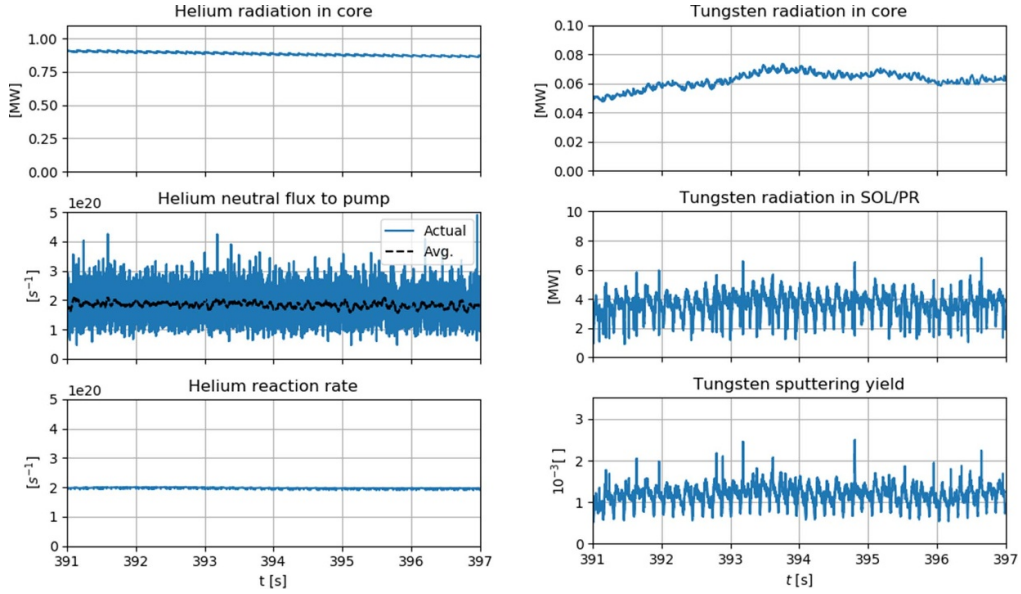 Helium radiation in core
1.00
0.75
0.50
0.25
0.00
[MW]
Helium neutral flux to pump
1e20
5
4
3
2
1
0
[s⁻¹]
Actual
Avg.
Helium reaction rate
1e20
5
4
3
2
1
0
[s⁻¹]
391 392 393 394 395 396 397
t [s]
Tungsten radiation in core
0.10
0.08
0.06
0.04
0.02
0.00
[MW]
Tungsten radiation in SOL/PR
10
8
6
4
2
0
[MW]
Tungsten sputtering yield
3
2
1
0
10⁻³[ ]
391 392 393 394 395 396 397
t [s]